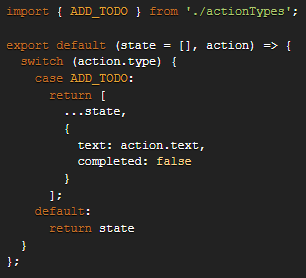 import { ADD_TODO } from './actionTypes';

export default (state = [], action) => {
  switch (action.type) {
    case ADD_TODO:
      return [
        ...state,
        {
          text: action.text,
          completed: false
        }
      ];
    default:
      return state
  }
};